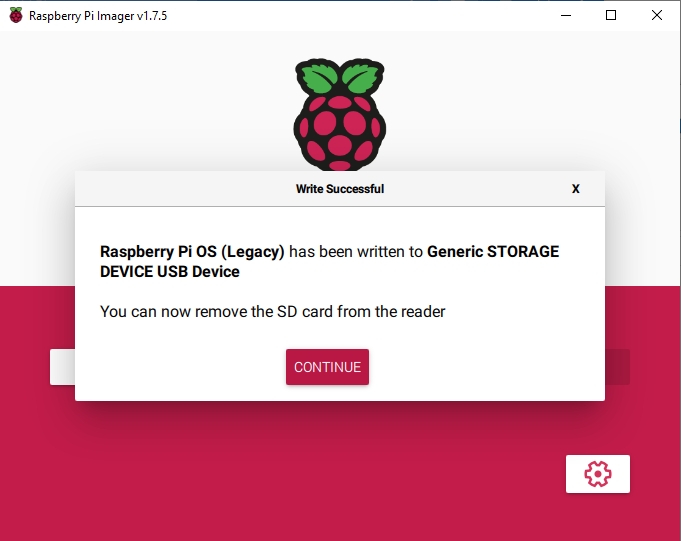 Raspberry Pi Imager v1.7.5
Write Successful
X
Raspberry Pi OS (Legacy) has been written to Generic STORAGE
DEVICE USB Device
You can now remove the SD card from the reader
CONTINUE